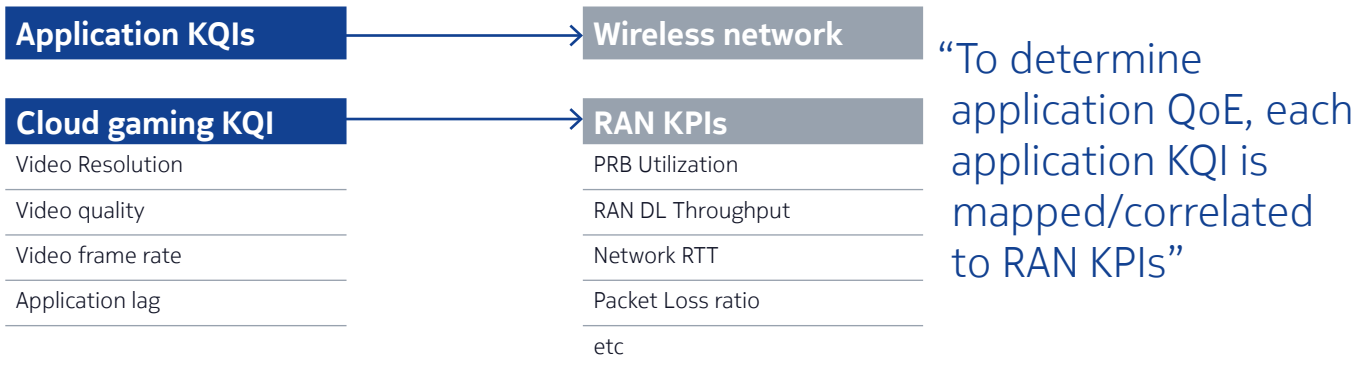 Application KQIs
Wireless network
Cloud gaming KQI
RAN KPIs
Video Resolution
PRB Utilization
Video quality
RAN DL Throughput
Video frame rate
Network RTT
Application lag
Packet Loss ratio
etc
“To determine
application QoE, each
application KQI is
mapped/correlated
to RAN KPIs”